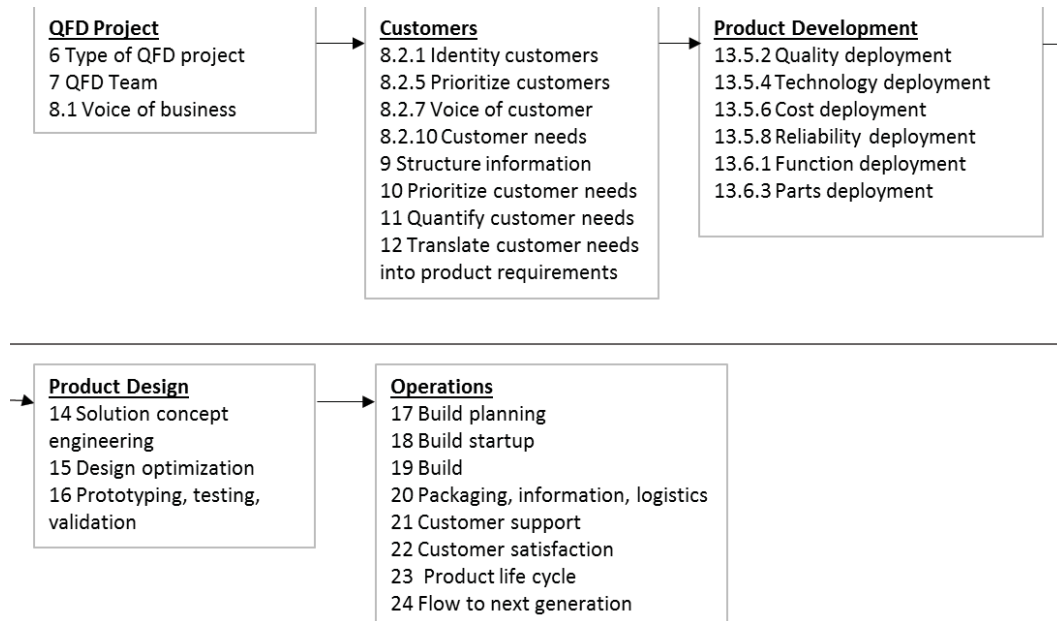 QFD Project
6 Type of QFD project
7 QFD Team
8.1 Voice of business
Customers
8.2.1 Identity customers
8.2.5 Prioritize customers
8.2.7 Voice of customer
8.2.10 Customer needs
9 Structure information
10 Prioritize customer needs
11 Quantify customer needs
12 Translate customer needs
into product requirements
Product Development
13.5.2 Quality deployment
13.5.4 Technology deployment
13.5.6 Cost deployment
13.5.8 Reliability deployment
13.6.1 Function deployment
13.6.3 Parts deployment
Product Design
14 Solution concept
engineering
15 Design optimization
16 Prototyping, testing,
validation
Operations
17 Build planning
18 Build startup
19 Build
20 Packaging, information, logistics
21 Customer support
22 Customer satisfaction
23 Product life cycle
24 Flow to next generation